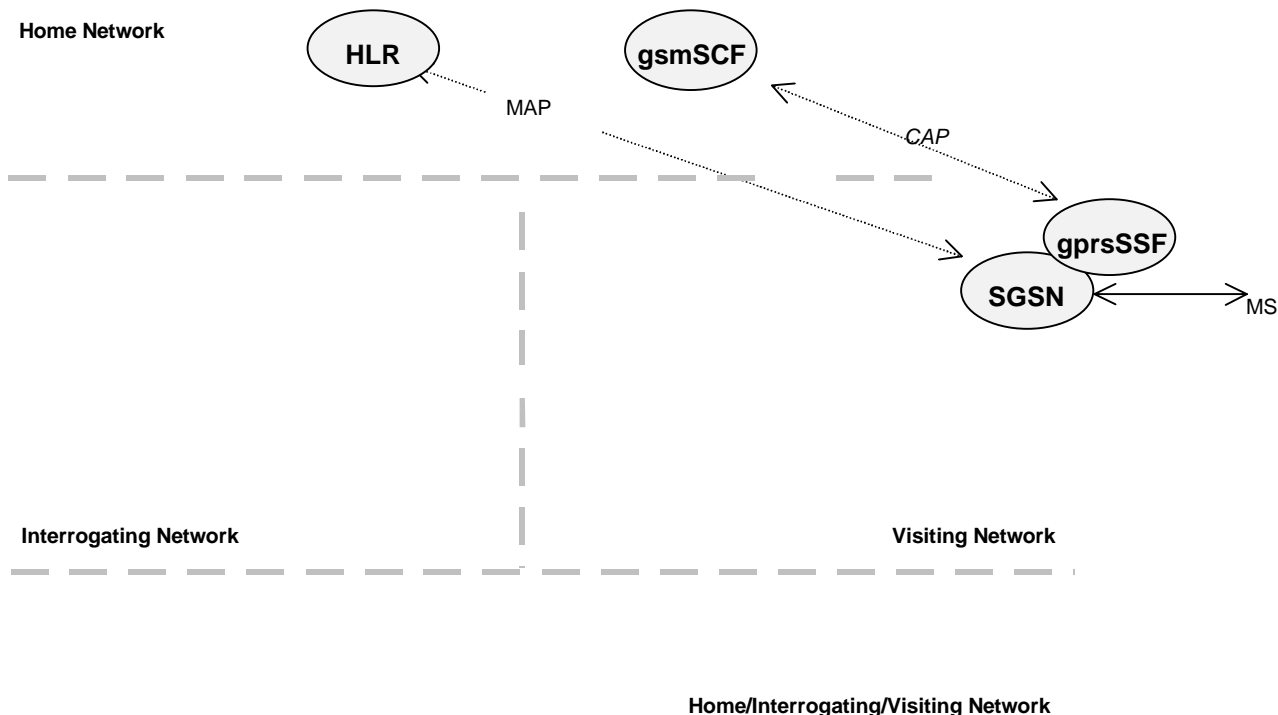 Home Network
HLR
gsmSCF
MAP
CAP
gprsSSF
SGSN
MS
Interrogating Network
Visiting Network
Home/Interrogating/Visiting Network